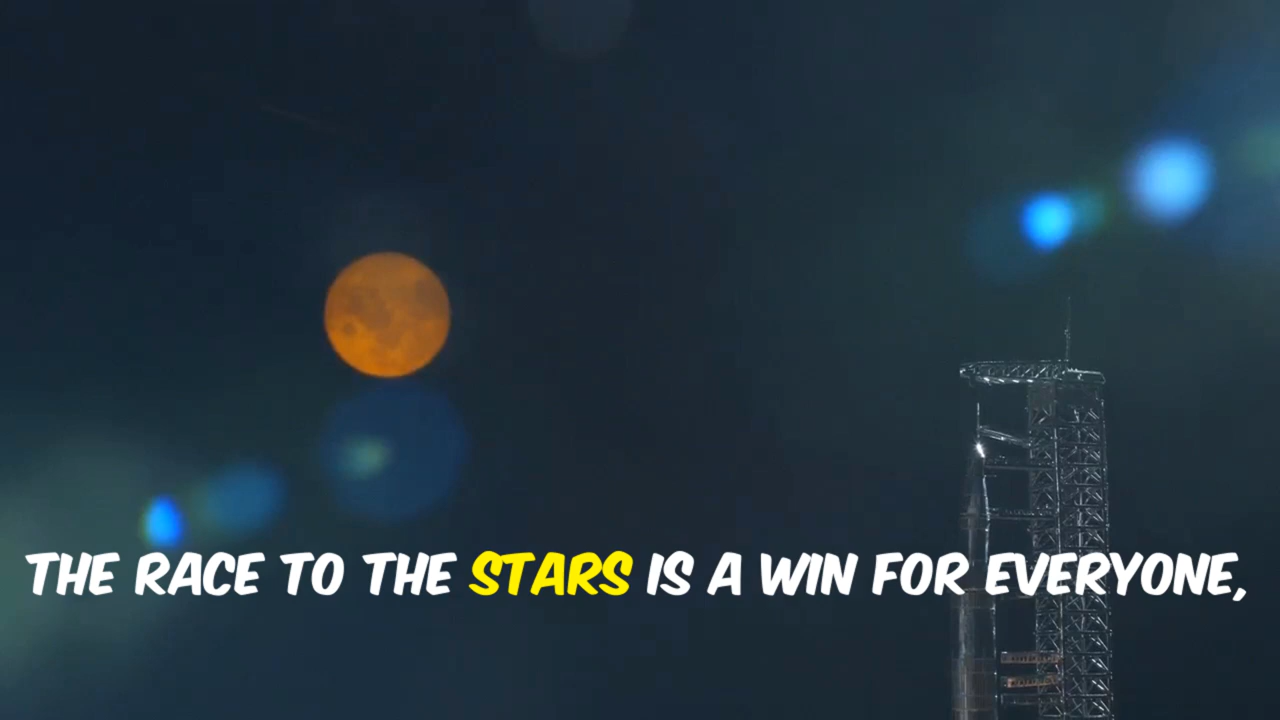 THE RACE TO THE STARS IS A WIN FOR EVERYONE,